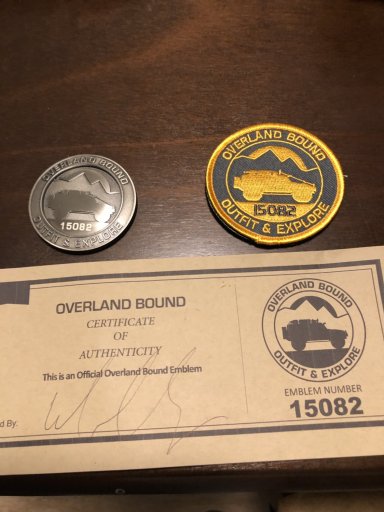 OVERLAND BOUND
15082
OUTFIT & EXPLORE
OVERLAND BOUND
15082
OUTFIT & EXPLORE
OVERLAND BOUND
CERTIFICATE
OF
AUTHENTICITY
This is an Official Overland Bound Emblem
d By.
OVERLAND BOUND
OUTFIT & EXPLORE
EMBLEM NUMBER
15082